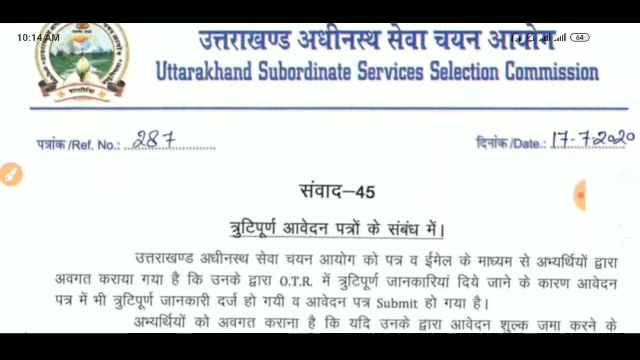 10:14 AM
64
उत्तराखण्ड अधीनस्थ सेवा चयन आयोग
Uttarakhand Subordinate Services Selection Commission
पत्रांक/Ref. No.: 287
दिनांक/Date.: 17-7-2020
संवाद–45
त्रुटिपूर्ण आवेदन पत्रों के संबंध में।
उत्तराखण्ड अधीनस्थ सेवा चयन आयोग को पत्र व ईमेल के माध्यम से अभ्यर्थियों द्वारा
अवगत कराया गया है कि उनके द्वारा O.T.R. में त्रुटिपूर्ण जानकारियां दिये जाने के कारण आवेदन
पत्र में भी त्रुटिपूर्ण जानकारी दर्ज हो गयी व आवेदन पत्र Submit हो गया है।
अभ्यर्थियों को अवगत कराना है कि यदि उनके द्वारा आवेदन शुल्क जमा करने के